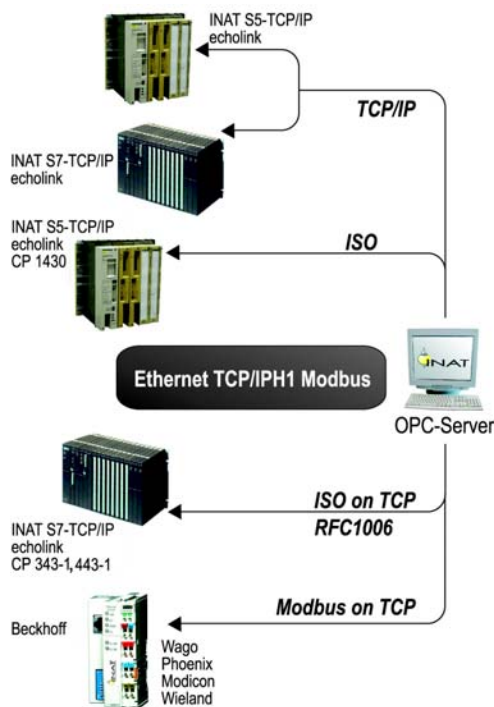 INAT S5-TCP/IP
echolink
TCP/IP
INAT S7-TCP/IP
echolink
INAT S5-TCP/IP
echolink
CP 1430
ISO
Ethernet TCP/IPH1 Modbus
INAT
OPC-Server
ISO on TCP
RFC1006
INAT S7-TCP/IP
echolink
CP 343-1,443-1
Modbus on TCP
Beckhoff
INAT
Wago
Phoenix
Modicon
Wieland